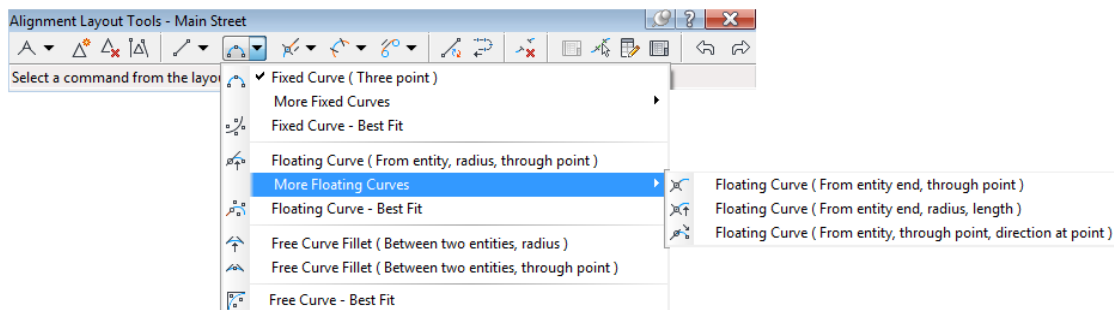 Alignment Layout Tools - Main Street
Select a command from the layou
Fixed Curve ( Three point )
More Fixed Curves
Fixed Curve - Best Fit
Floating Curve ( From entity, radius, through point )
More Floating Curves
Floating Curve - Best Fit
Free Curve Fillet ( Between two entities, radius )
Free Curve Fillet ( Between two entities, through point )
Free Curve - Best Fit
Floating Curve ( From entity end, through point )
Floating Curve ( From entity end, radius, length )
Floating Curve ( From entity, through point, direction at point )